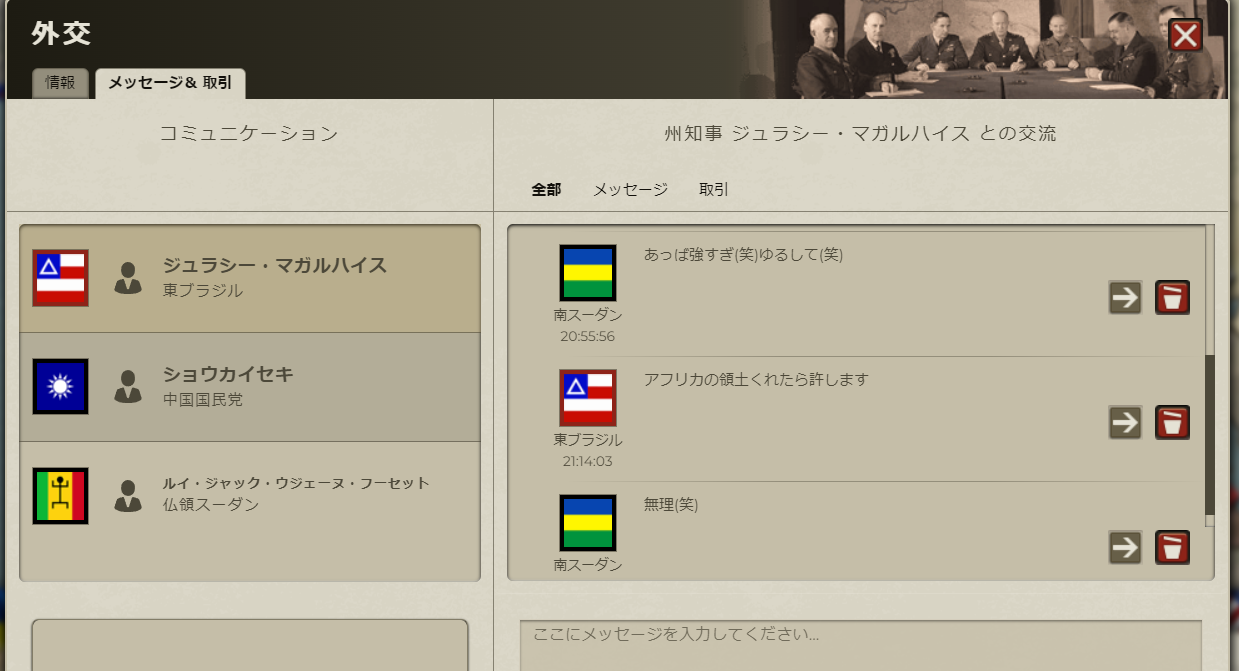 外交
情報
メッセージ& 取引
コミュニケーション
州知事 ジュラシー・マガルハイス との交流
全部
メッセージ
取引
ジュラシー・マガルハイス
東ブラジル
ショウカイセキ
中国国民党
ルイ・ジャック・ウジェーヌ・フーセット
仏領スーダン
あっぱ強すぎ(笑)ゆるして(笑)
南スーダン
20:55:56
アフリカの領土くれたら許します
東ブラジル
21:14:03
無理(笑)
南スーダン
ここにメッセージを入力してください...